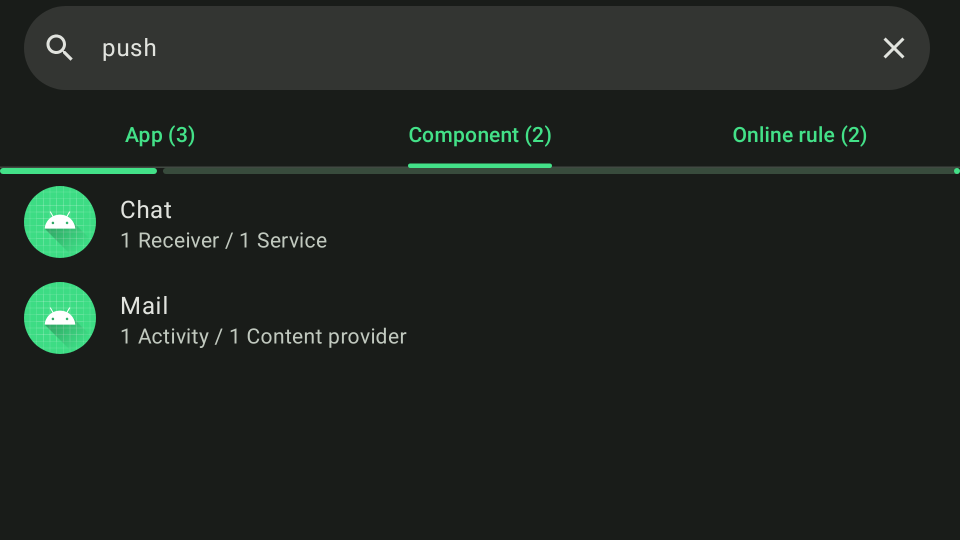 push
App (3)
Component (2)
Online rule (2)
Chat
1 Receiver / 1 Service
Mail
1 Activity / 1 Content provider